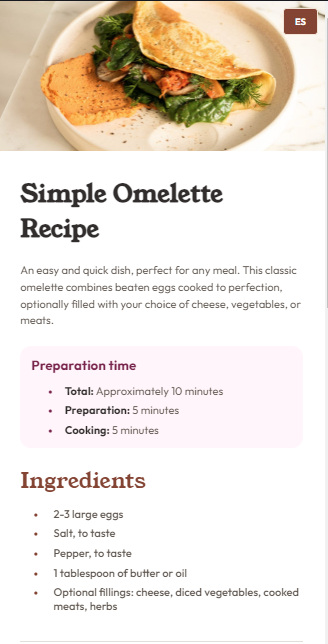 ES
Simple Omelette
Recipe
An easy and quick dish, perfect for any meal. This classic
omelette combines beaten eggs cooked to perfection,
optionally filled with your choice of cheese, vegetables, or
meats.
Preparation time
• Total: Approximately 10 minutes
• Preparation: 5 minutes
• Cooking: 5 minutes
Ingredients
• 2-3 large eggs
• Salt, to taste
• Pepper, to taste
• 1 tablespoon of butter or oil
• Optional fillings: cheese, diced vegetables, cooked
meats, herbs